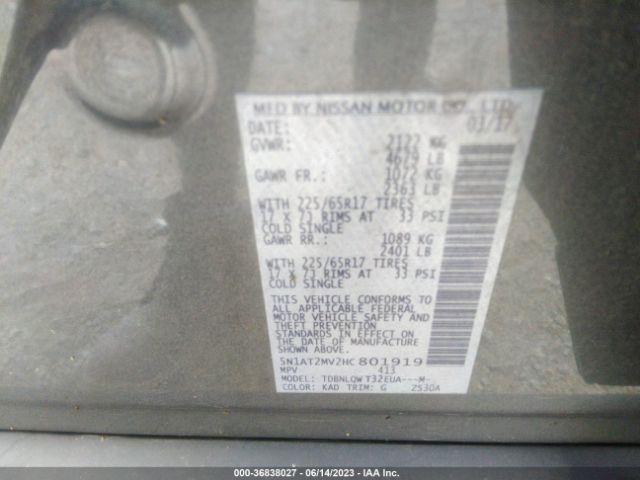 MFD BY NISSAN MOTOR CO., LTD.
DATE: 01/17
GVWR: 2122 KG
4679 LB
GAWR FR.: 1072 KG
2363 LB
WITH 225/65R17 TIRES
17 X 7J RIMS AT 33 PSI
COLD SINGLE
GAWR RR.: 1089 KG
2401 LB
WITH 225/65R17 TIRES
17 X 7J RIMS AT 33 PSI
COLD SINGLE
THIS VEHICLE CONFORMS TO
ALL APPLICABLE FEDERAL
MOTOR VEHICLE SAFETY AND
THEFT PREVENTION
STANDARDS IN EFFECT ON
THE DATE OF MANUFACTURE
SHOWN ABOVE.
5N1AT2MV2HC801919
MPV 413
MODEL: TDBNLQWT32EUA---M-
COLOR: KAD TRIM: G 2530A
000-36838027 - 06/14/2023 - IAA Inc.